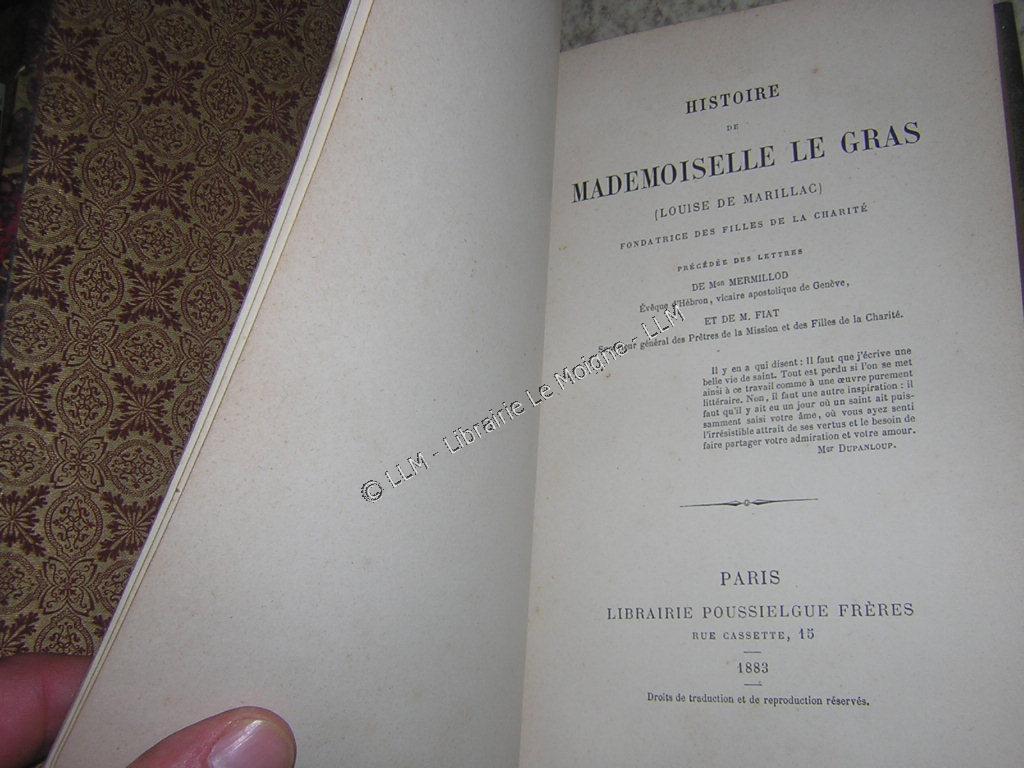 HISTOIRE
DE
MADEMOISELLE LE GRAS
(LOUISE DE MARILLAC)
FONDATRICE DES FILLES DE LA CHARITÉ
PRÉCÉDÉE DES LETTRES
DE Mgr MERMILLOD
Évêque d'Hébron, vicaire apostolique de Genève,
ET DE M. FIAT
Supérieur général des Prêtres de la Mission et des Filles de la Charité.
Il y en a qui disent : Il faut que j'écrive une
belle vie de saint. Tout est perdu si l'on se met
ainsi à ce travail comme à une œuvre purement
littéraire. Non, il faut une autre inspiration : il
faut qu'il y ait eu un jour où un saint ait puis-
samment saisi votre âme, où vous ayez senti
l'irrésistible attrait de ses vertus et le besoin de
faire partager votre admiration et votre amour.
Mgr DUPANLOUP.
PARIS
LIBRAIRIE POUSSIELGUE FRÈRES
RUE CASSETTE, 15
1883
Droits de traduction et de reproduction réservés.
© LLM - Librairie Le Moigne - LLM